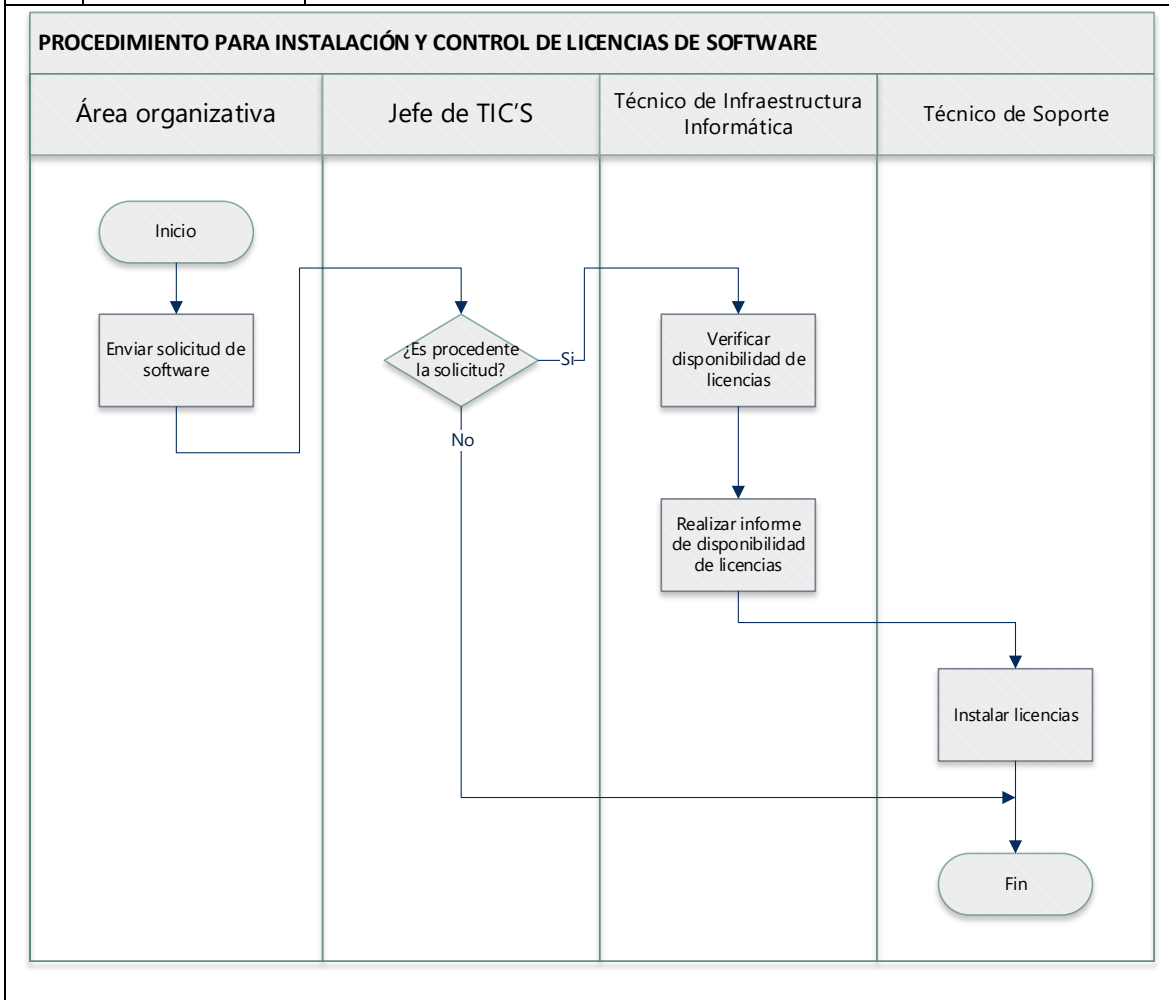 PROCEDIMIENTO PARA INSTALACIÓN Y CONTROL DE LICENCIAS DE SOFTWARE
Área organizativa
Jefe de TIC'S
Técnico de Infraestructura
Informática
Técnico de Soporte
Inicio
Enviar solicitud de
software
¿Es procedente
la solicitud?
Si
No
Verificar
disponibilidad de
licencias
Realizar informe
de disponibilidad
de licencias
Instalar licencias
Fin